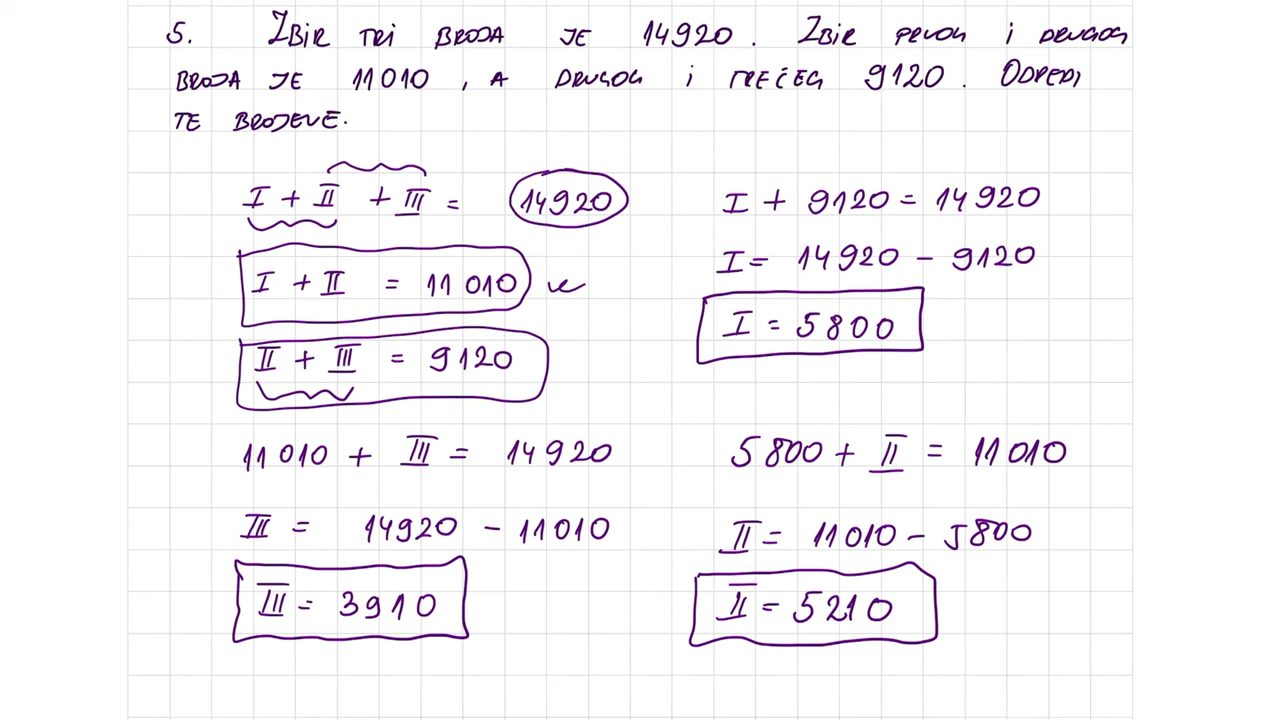 5. ZBIR TRI BROJA JE 14920. ZBIR PRVOG I DRUGOG
BROJA JE 11010, A DRUGOG I TREĆEG 9120. ODREDI
TE BROJEVE.
I + II + III = 14920
I + II = 11010
II + III = 9120
11010 + III = 14920
III = 14920 - 11010
III = 3910
I + 9120 = 14920
I = 14920 - 9120
I = 5800
5800 + II = 11010
II = 11010 - 5800
II = 5210